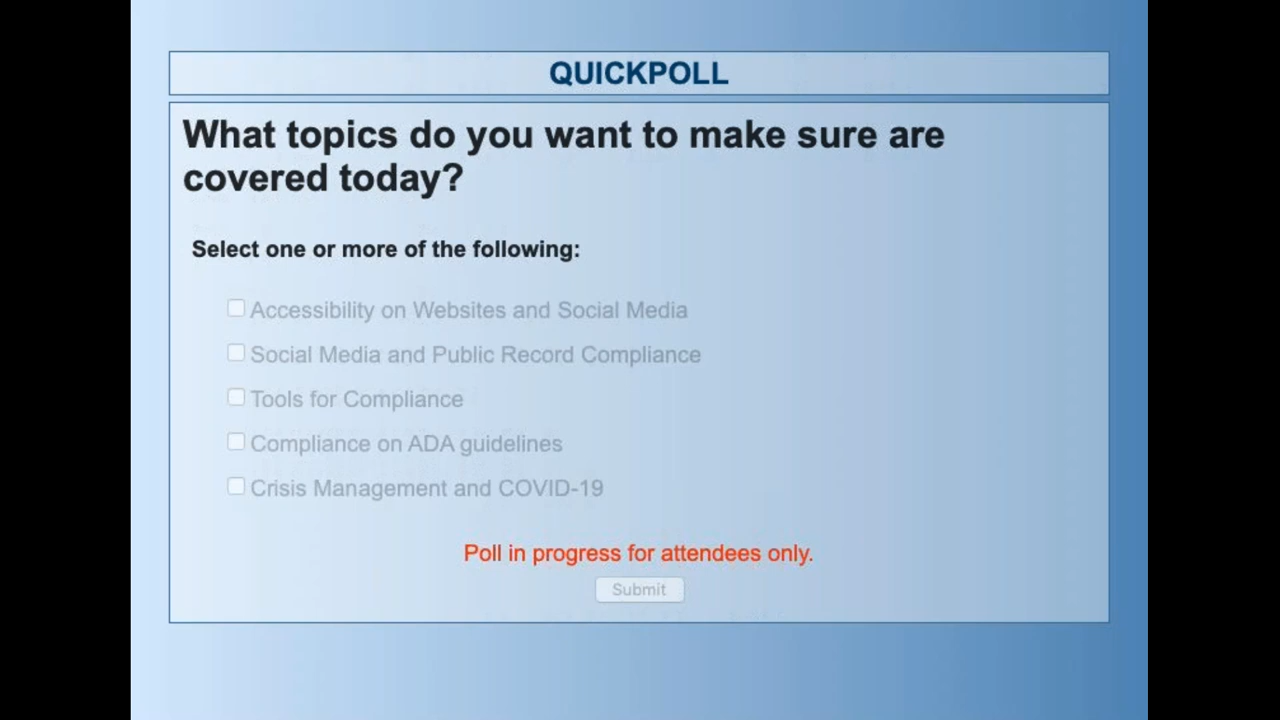 QUICKPOLL
What topics do you want to make sure are
covered today?
Select one or more of the following:
Accessibility on Websites and Social Media
Social Media and Public Record Compliance
Tools for Compliance
Compliance on ADA guidelines
Crisis Management and COVID-19
Poll in progress for attendees only.
Submit